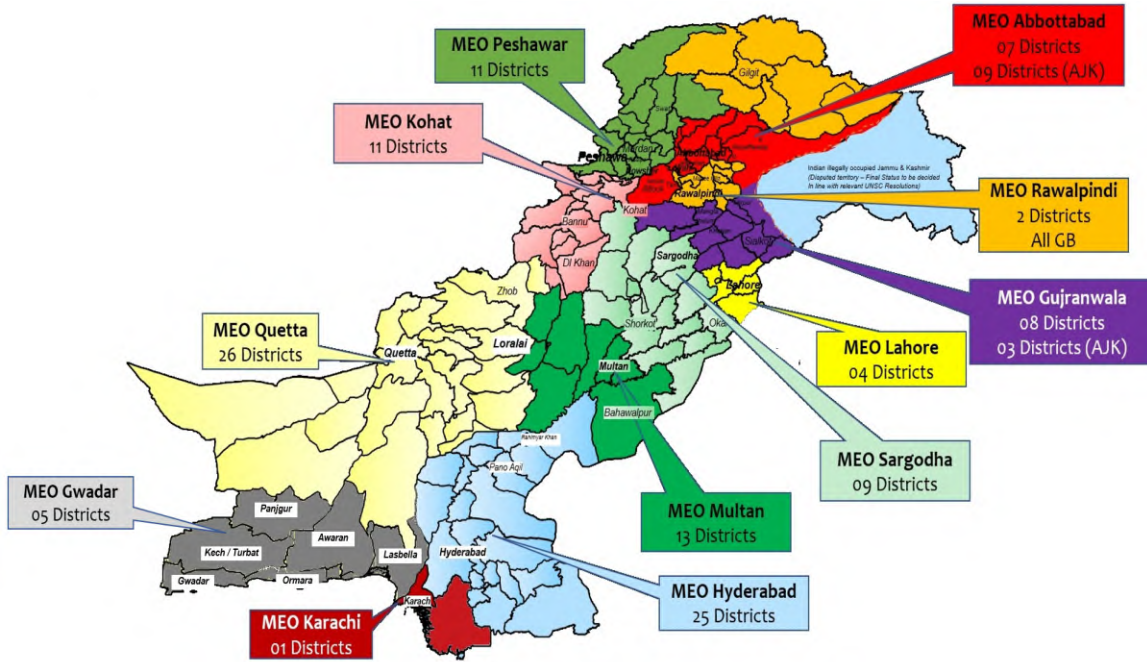 MEO Abbottabad
07 Districts
09 Districts (AJK)
MEO Peshawar
11 Districts
Gilgit
MEO Kohat
11 Districts
Swat
Mardan
Peshawa
Indian illegally occupied Jammu & Kashmir
(Disputed territory – Final Status to be decided
In line with relevant UNSC Resolutions)
Rawalpindi
MEO Rawalpindi
2 Districts
All GB
Kohat
Bannu
Sialkot
DI Khan
Sargodha
Zhob
Lahore
MEO Gujranwala
08 Districts
03 Districts (AJK)
Shorkot
Oka
MEO Quetta
26 Districts
Quetta
Loralai
MEO Lahore
04 Districts
Multan
Bahawalpur
Rahimyar Khan
MEO Sargodha
09 Districts
Pano Aqil
MEO Gwadar
05 Districts
Panjgur
MEO Multan
13 Districts
Awaran
Kech / Turbat
Lasbella
Hyderabad
Gwadar
Ormara
MEO Hyderabad
25 Districts
Karach
MEO Karachi
01 Districts